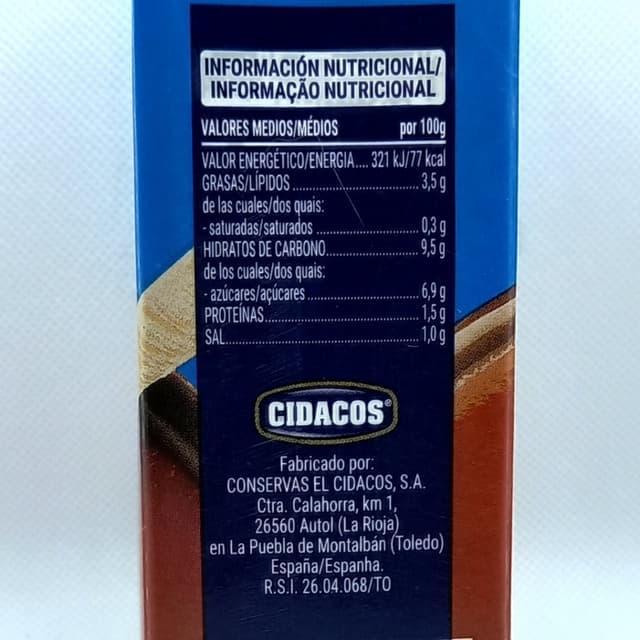 INFORMACIÓN NUTRICIONAL/
INFORMAÇÃO NUTRICIONAL
VALORES MEDIOS/MÉDIOS por 100g
VALOR ENERGÉTICO/ENERGIA.... 321 kJ/77 kcal
GRASAS/LÍPIDOS ........................ 3,5 g
de las cuales/dos quais:
- saturadas/saturados ................... 0,3 g
HIDRATOS DE CARBONO................. 9,5 g
de los cuales/dos quais:
- azúcares/açúcares ..................... 6,9 g
PROTEÍNAS............................... 1,5 g
SAL........................................ 1,0 g
CIDACOS®
Fabricado por:
CONSERVAS EL CIDACOS, S.A.
Ctra. Calahorra, km 1,
26560 Autol (La Rioja)
en La Puebla de Montalbán (Toledo)
España/Espanha.
R.S.I. 26.04.068/TO